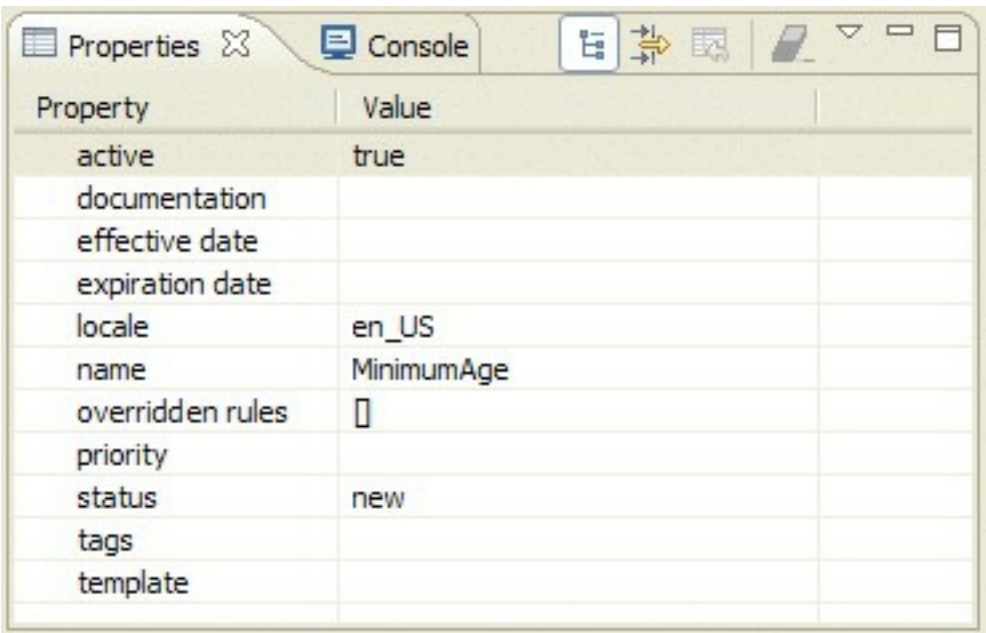 Properties Console
Property Value
active true
documentation
effective date
expiration date
locale en_US
name MinimumAge
overridden rules []
priority
status new
tags
template